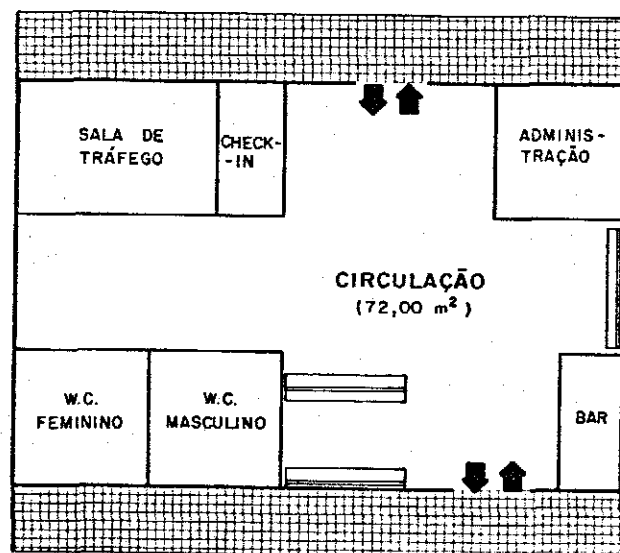 SALA DE
TRÁFEGO
CHECK-
-IN
ADMINIS-
TRAÇÃO
CIRCULAÇÃO
(72,00 m²)
W.C.
FEMININO
W.C.
MASCULINO
BAR